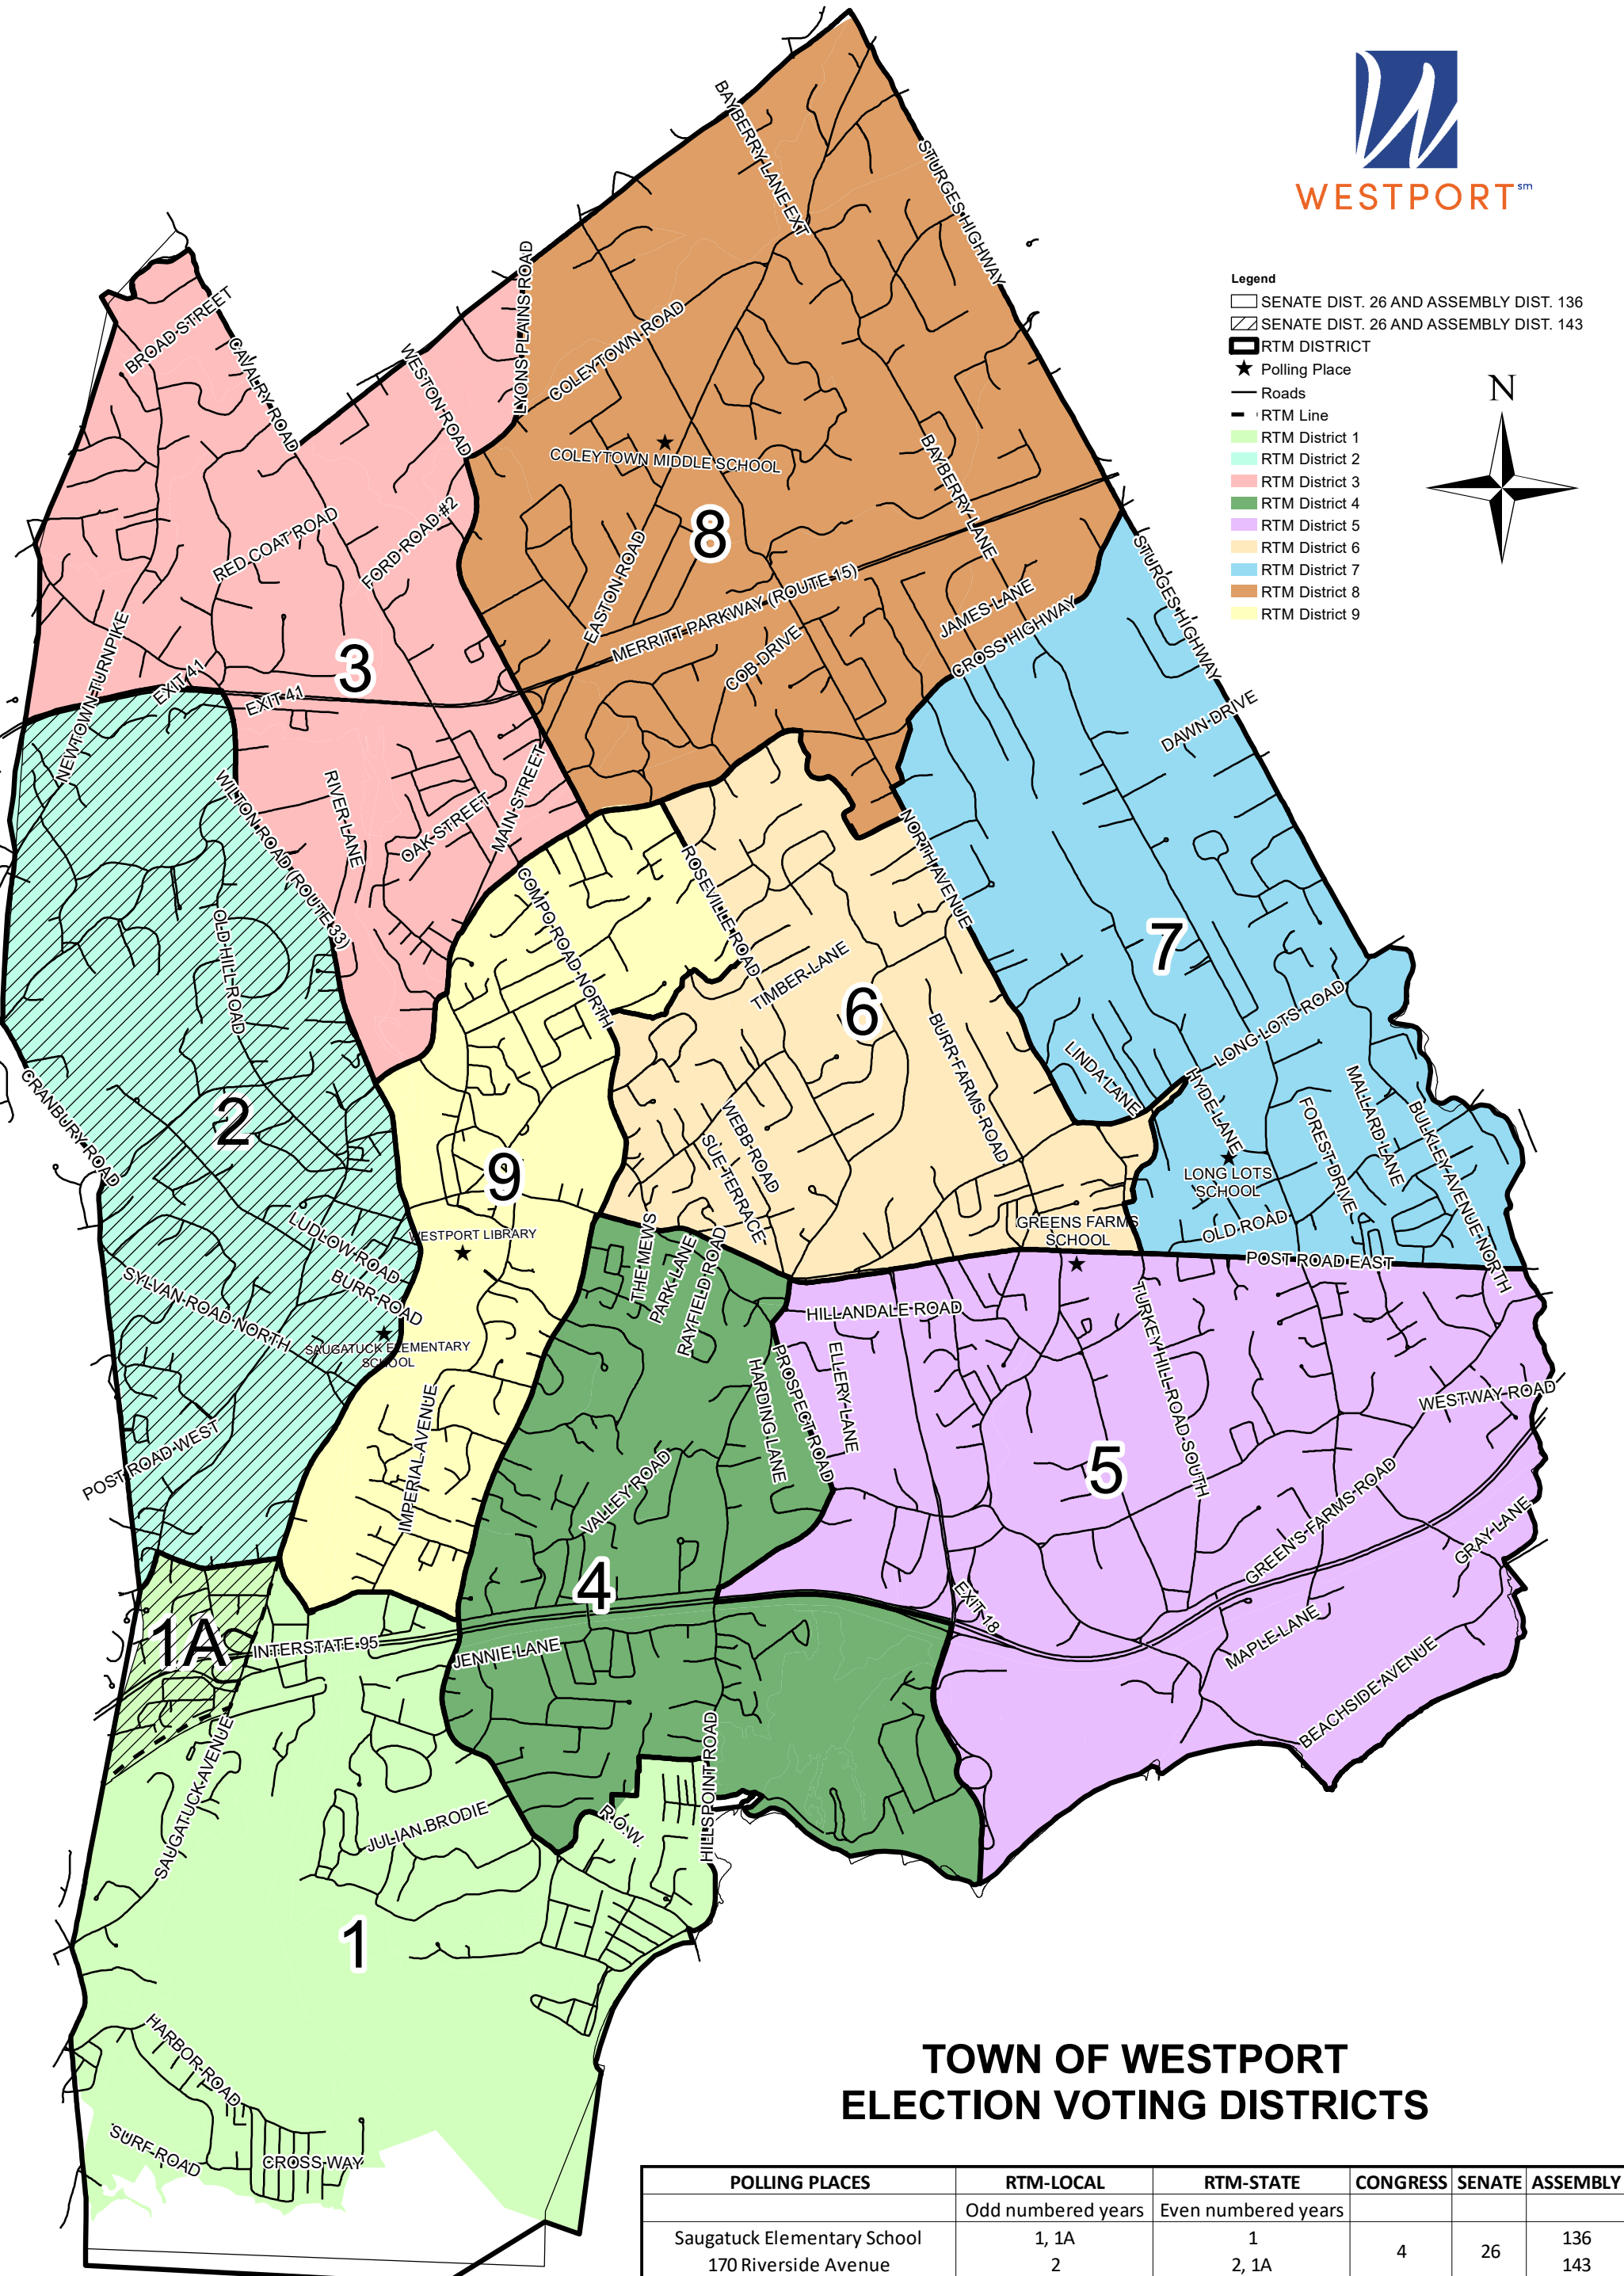 WESTPORT℠
Legend
SENATE DIST. 26 AND ASSEMBLY DIST. 136
SENATE DIST. 26 AND ASSEMBLY DIST. 143
RTM DISTRICT
Polling Place
Roads
RTM Line
RTM District 1
RTM District 2
RTM District 3
RTM District 4
RTM District 5
RTM District 6
RTM District 7
RTM District 8
RTM District 9
N
BAYBERRY LANE EXT
STURGES HIGHWAY
BROAD STREET
CAVALRY ROAD
WESTON ROAD
LYONS PLAINS ROAD
COLEYTOWN ROAD
COLEYTOWN MIDDLE SCHOOL
8
BAYBERRY LANE
RED COAT ROAD
FORD ROAD #2
EASTON ROAD
MERRITT PARKWAY (ROUTE 15)
JAMES LANE
CROSS HIGHWAY
COB DRIVE
STURGES HIGHWAY
DAWN DRIVE
NEWTOWN TURNPIKE
EXIT 41
EXIT 41
3
WILTON ROAD (ROUTE 33)
RIVER LANE
OAK STREET
MAIN STREET
COMPO ROAD NORTH
ROSEVILLE ROAD
NORTH AVENUE
OLD HILL ROAD
TIMBER LANE
6
7
BURR FARMS ROAD
LINDA LANE
LONG LOTS ROAD
HYDE LANE
FOREST DRIVE
MALLARD LANE
BULKLEY AVENUE NORTH
CRANBURY ROAD
2
9
WEBB ROAD
SUE TERRACE
LONG LOTS
SCHOOL
OLD ROAD
GREENS FARMS
SCHOOL
POST ROAD EAST
WESTPORT LIBRARY
LUDLOW ROAD
BURR ROAD
SYLVAN ROAD NORTH
SAUGATUCK ELEMENTARY
SCHOOL
THE MEWS
PARK LANE
RAYFIELD ROAD
HILLANDALE ROAD
HARDING LANE
PROSPECT ROAD
ELLERY LANE
TURKEY HILL ROAD SOUTH
WESTWAY ROAD
POST ROAD WEST
IMPERIAL AVENUE
VALLEY ROAD
5
GREEN'S FARMS ROAD
GRAY LANE
4
EXIT 18
1A
INTERSTATE 95
JENNIE LANE
MAPLE LANE
BEACHSIDE AVENUE
SAUGATUCK AVENUE
HILLSPOINT ROAD
JULIAN BRODIE
R.O.W.
1
HARBOR ROAD
SURF ROAD
CROSS WAY
TOWN OF WESTPORT
ELECTION VOTING DISTRICTS
POLLING PLACES RTM-LOCAL RTM-STATE CONGRESS SENATE ASSEMBLY
Odd numbered years Even numbered years
Saugatuck Elementary School 1, 1A 1 4 26 136
170 Riverside Avenue 2 2, 1A 143